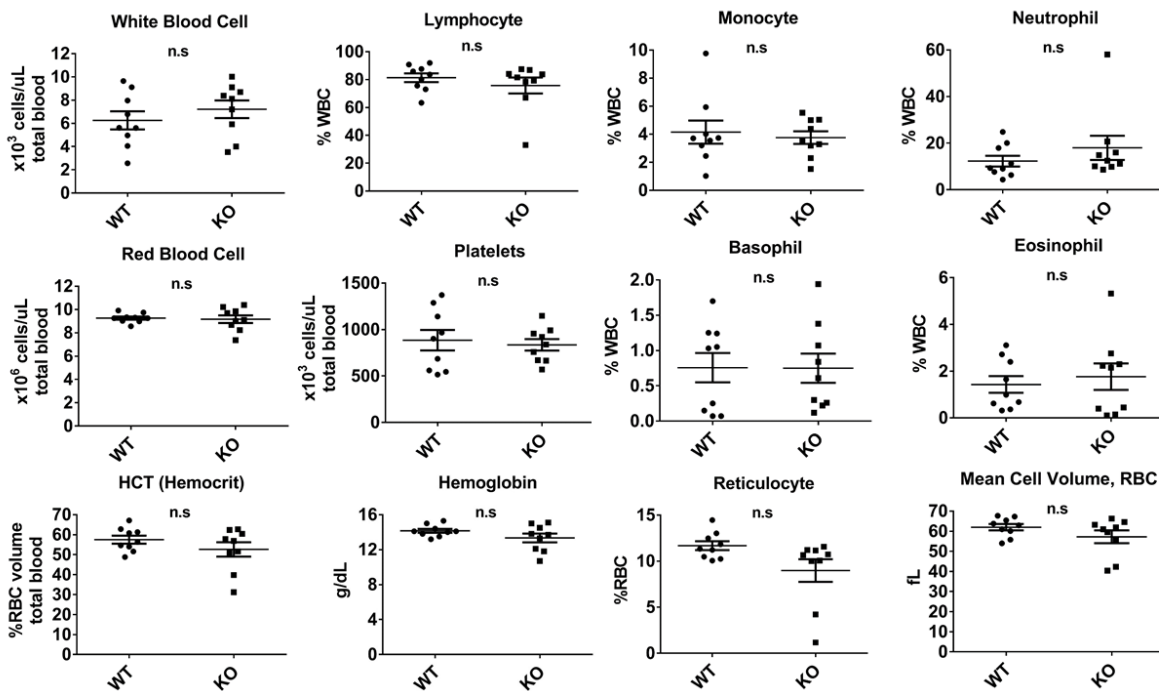 White Blood Cell
n.s
x10³ cells/uL
total blood
12
10
8
6
4
2
0
WT
KO
Lymphocyte
n.s
% WBC
100
80
60
40
20
0
WT
KO
Monocyte
n.s
% WBC
10
8
6
4
2
0
WT
KO
Neutrophil
n.s
% WBC
60
40
20
0
WT
KO
Red Blood Cell
n.s
x10⁶ cells/uL
total blood
12
10
8
6
4
2
0
WT
KO
Platelets
n.s
x10³ cells/uL
total blood
1500
1000
500
0
WT
KO
Basophil
n.s
% WBC
2.0
1.5
1.0
0.5
0.0
WT
KO
Eosinophil
n.s
% WBC
6
4
2
0
WT
KO
HCT (Hemocrit)
n.s
%RBC volume
total blood
70
60
50
40
30
20
10
0
WT
KO
Hemoglobin
n.s
g/dL
16
12
8
4
0
WT
KO
Reticulocyte
n.s
%RBC
15
10
5
0
WT
KO
Mean Cell Volume, RBC
n.s
fL
70
60
50
40
30
20
10
0
WT
KO